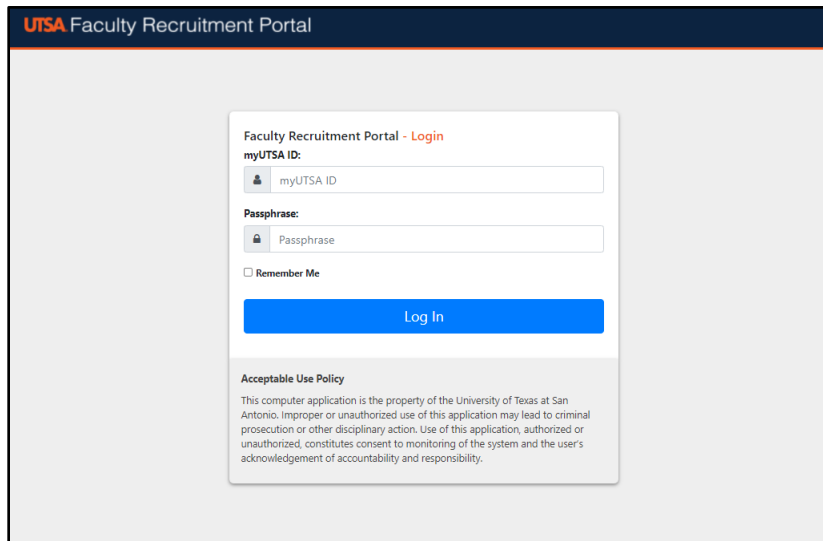 UTSA Faculty Recruitment Portal
Faculty Recruitment Portal - Login
myUTSA ID:
myUTSA ID
Passphrase:
Passphrase
Remember Me
Log In
Acceptable Use Policy
This computer application is the property of the University of Texas at San
Antonio. Improper or unauthorized use of this application may lead to criminal
prosecution or other disciplinary action. Use of this application, authorized or
unauthorized, constitutes consent to monitoring of the system and the user's
acknowledgement of accountability and responsibility.